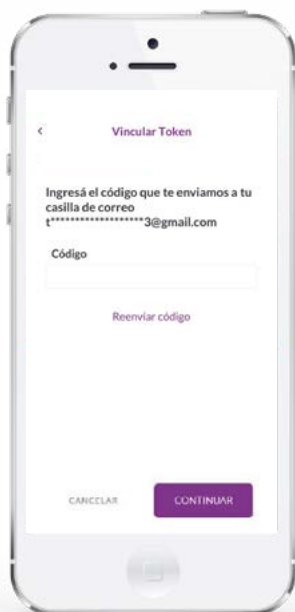 Vincular Token
Ingresá el código que te enviamos a tu
casilla de correo
t*******************3@gmail.com
Código
Reenviar código
CANCELAR CONTINUAR